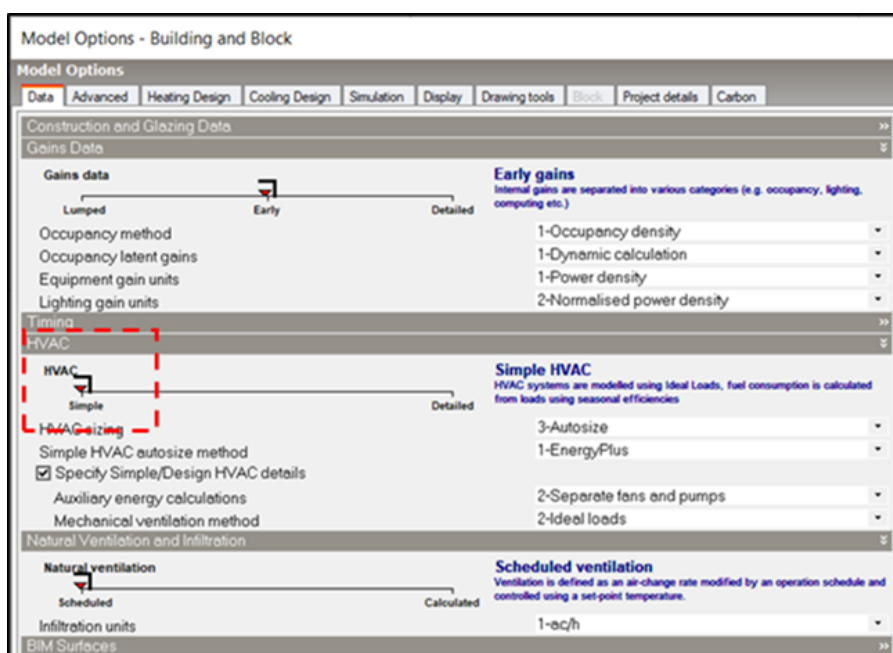 Model Options - Building and Block
Model Options
Data Advanced Heating Design Cooling Design Simulation Display Drawing tools Block Project details Carbon
Construction and Glazing Data
Gains Data
Gains data
Early gains
Internal gains are separated into various categories (e.g. occupancy, lighting,
computing etc.)
Lumped Early Detailed
Occupancy method 1-Occupancy density
Occupancy latent gains 1-Dynamic calculation
Equipment gain units 1-Power density
Lighting gain units 2-Normalised power density
Timing
HVAC
HVAC
Simple HVAC
HVAC systems are modelled using Ideal Loads, fuel consumption is calculated
from loads using seasonal efficiencies
Simple Detailed
HVAC sizing 3-Autosize
Simple HVAC autosize method 1-EnergyPlus
Specify Simple/Design HVAC details
Auxiliary energy calculations 2-Separate fans and pumps
Mechanical ventilation method 2-Ideal loads
Natural Ventilation and Infiltration
Natural ventilation
Scheduled ventilation
Ventilation is defined as an air-change rate modified by an operation schedule and
controlled using a set-point temperature.
Scheduled Calculated
Infiltration units 1-ac/h
BIM Surfaces